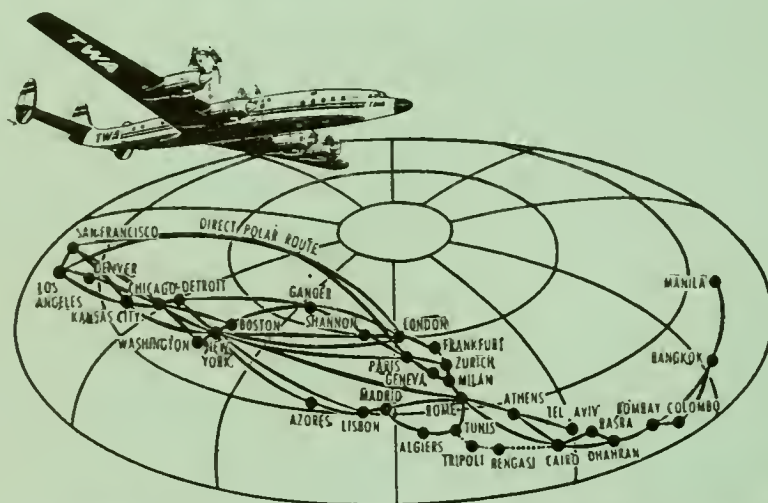 TWA
TWA
SAN FRANCISCO
DIRECT POLAR ROUTE
DENVER
LOS
ANGELES
CHICAGO
DETROIT
KANSAS CITY
GANDER
SHANNON
LONDON
MANILA
BOSTON
WASHINGTON
NEW
YORK
FRANKFURT
PARIS
ZURICH
GENEVA
MILAN
BANGKOK
MADRID
ROME
ATHENS
TEL AVIV
BOMBAY
COLOMBO
AZORES
LISBON
TUNIS
BASRA
ALGIERS
TRIPOLI
BENGASI
CAIRO
DHAHRAN